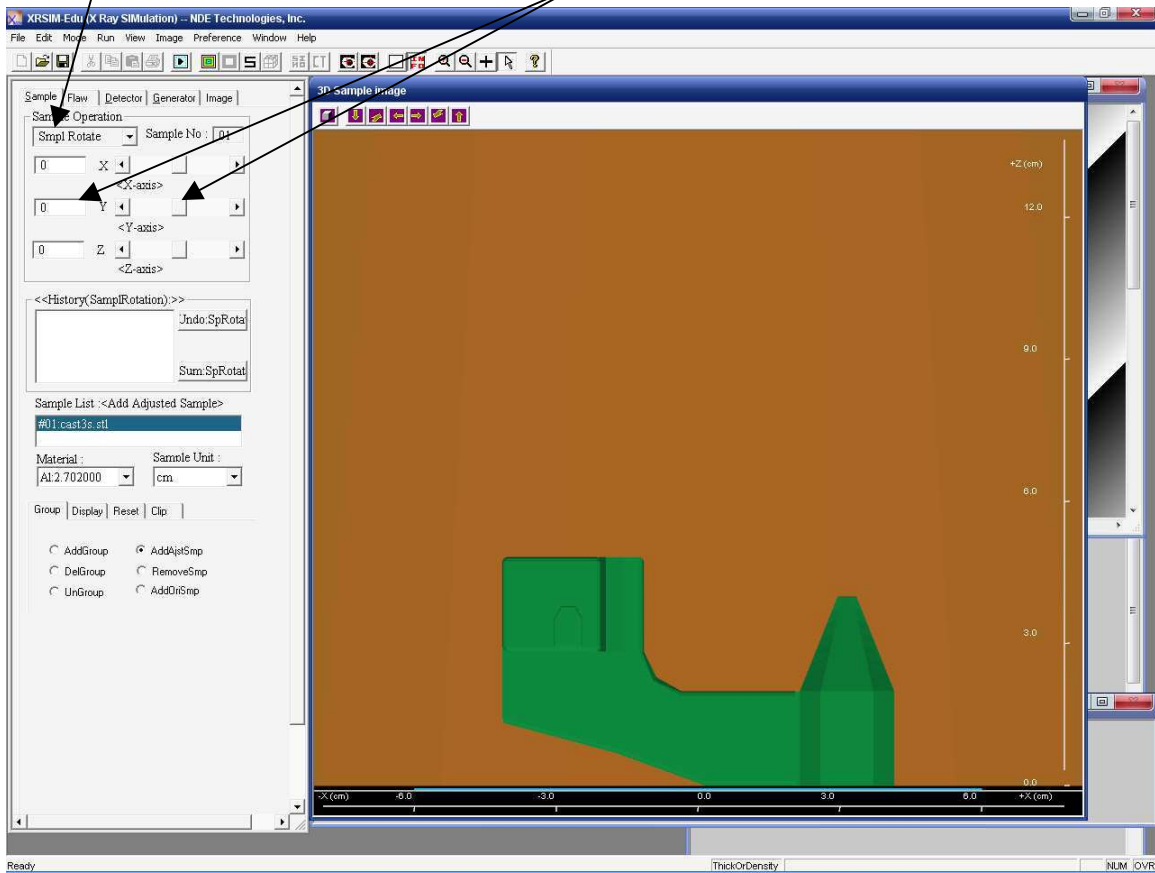 XRSIM-Edu (X Ray SIMulation) -- NDE Technologies, Inc.
File Edit Mode Run View Image Preference Window Help
Sample Flaw Detector Generator Image
Sample Operation
Smpl Rotate Sample No : 01
0 X
<X-axis>
0 Y
<Y-axis>
0 Z
<Z-axis>
<<History(SamplRotation):>>
Undo:SpRotat
Sum:SpRotat
Sample List :<Add Adjusted Sample>
#01:cast3s.stl
Material : Sample Unit :
Al:2.702000 cm
Group Display Reset Clip
AddGroup AddAjstSmp
DelGroup RemoveSmp
UnGroup AddOriSmp
3D Sample image
+Z (cm)
12.0
9.0
6.0
3.0
0.0
-X (cm) -6.0 -3.0 0.0 3.0 6.0 +X (cm)
Ready ThickOrDensity NUM OVR